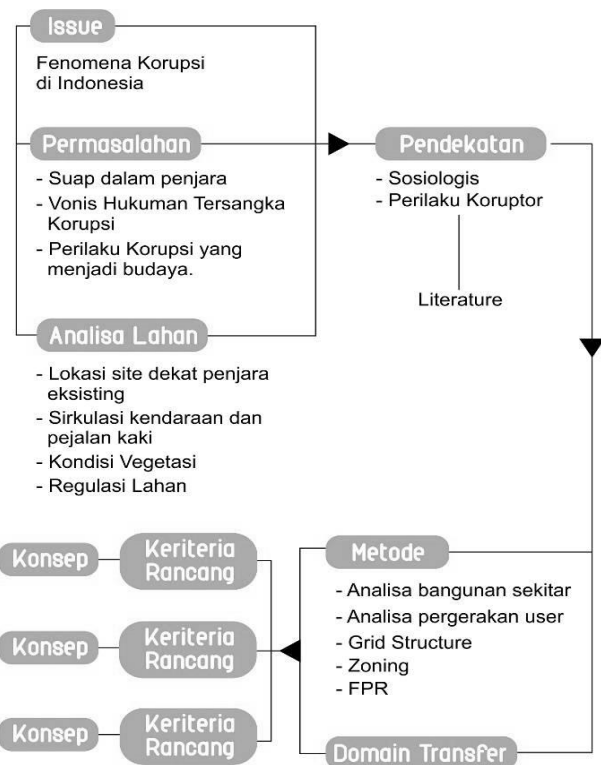 Issue
Fenomena Korupsi
di Indonesia
Permasalahan
- Suap dalam penjara
- Vonis Hukuman Tersangka
Korupsi
- Perilaku Korupsi yang
menjadi budaya.
Analisa Lahan
- Lokasi site dekat penjara
eksisting
- Sirkulasi kendaraan dan
pejalan kaki
- Kondisi Vegetasi
- Regulasi Lahan
Pendekatan
- Sosiologis
- Perilaku Koruptor
Literature
Metode
- Analisa bangunan sekitar
- Analisa pergerakan user
- Grid Structure
- Zoning
- FPR
Domain Transfer
Keriteria
Rancang
Konsep
Keriteria
Rancang
Konsep
Keriteria
Rancang
Konsep